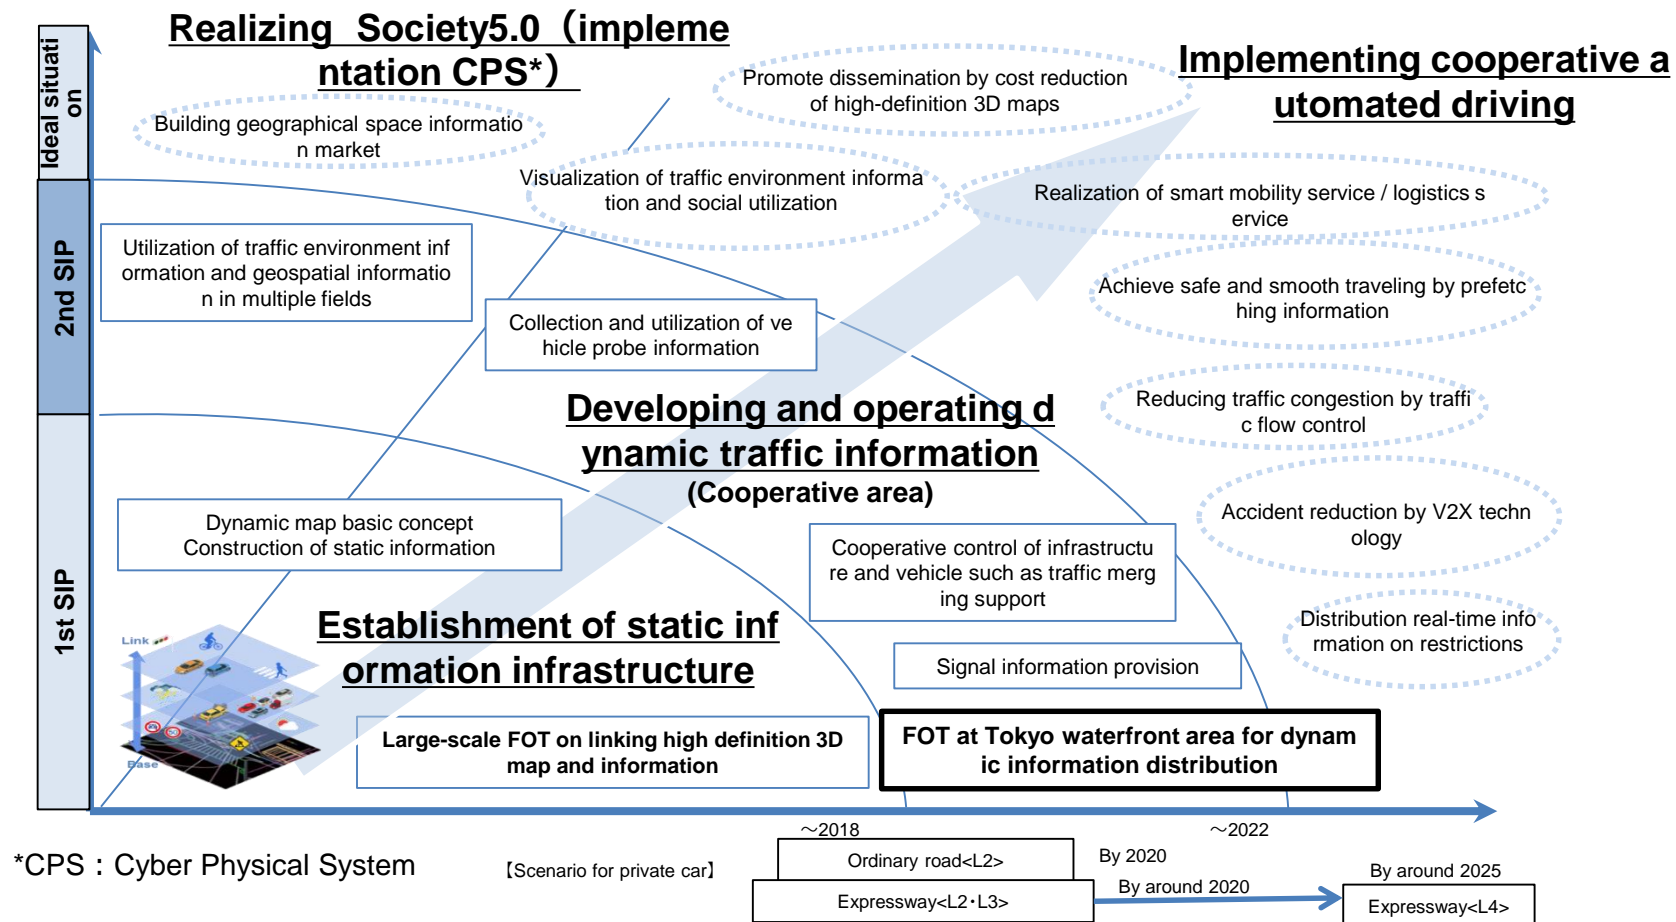 Realizing Society5.0（impleme
ntation CPS*）
Implementing cooperative a
utomated driving
Ideal situati
on
2nd SIP
1st SIP
Promote dissemination by cost reduction
of high-definition 3D maps
Building geographical space informatio
n market
Visualization of traffic environment informa
tion and social utilization
Realization of smart mobility service / logistics s
ervice
Utilization of traffic environment inf
ormation and geospatial informatio
n in multiple fields
Achieve safe and smooth traveling by prefetc
hing information
Collection and utilization of ve
hicle probe information
Reducing traffic congestion by traffi
c flow control
Developing and operating d
ynamic traffic information
(Cooperative area)
Accident reduction by V2X techn
ology
Dynamic map basic concept
Construction of static information
Cooperative control of infrastructu
re and vehicle such as traffic merg
ing support
Distribution real-time info
rmation on restrictions
Establishment of static inf
ormation infrastructure
Signal information provision
Link
Base
Large-scale FOT on linking high definition 3D
map and information
FOT at Tokyo waterfront area for dynam
ic information distribution
～2018
～2022
*CPS：Cyber Physical System
【Scenario for private car】
Ordinary road<L2>
By 2020
Expressway<L2・L3>
By around 2020
By around 2025
Expressway<L4>